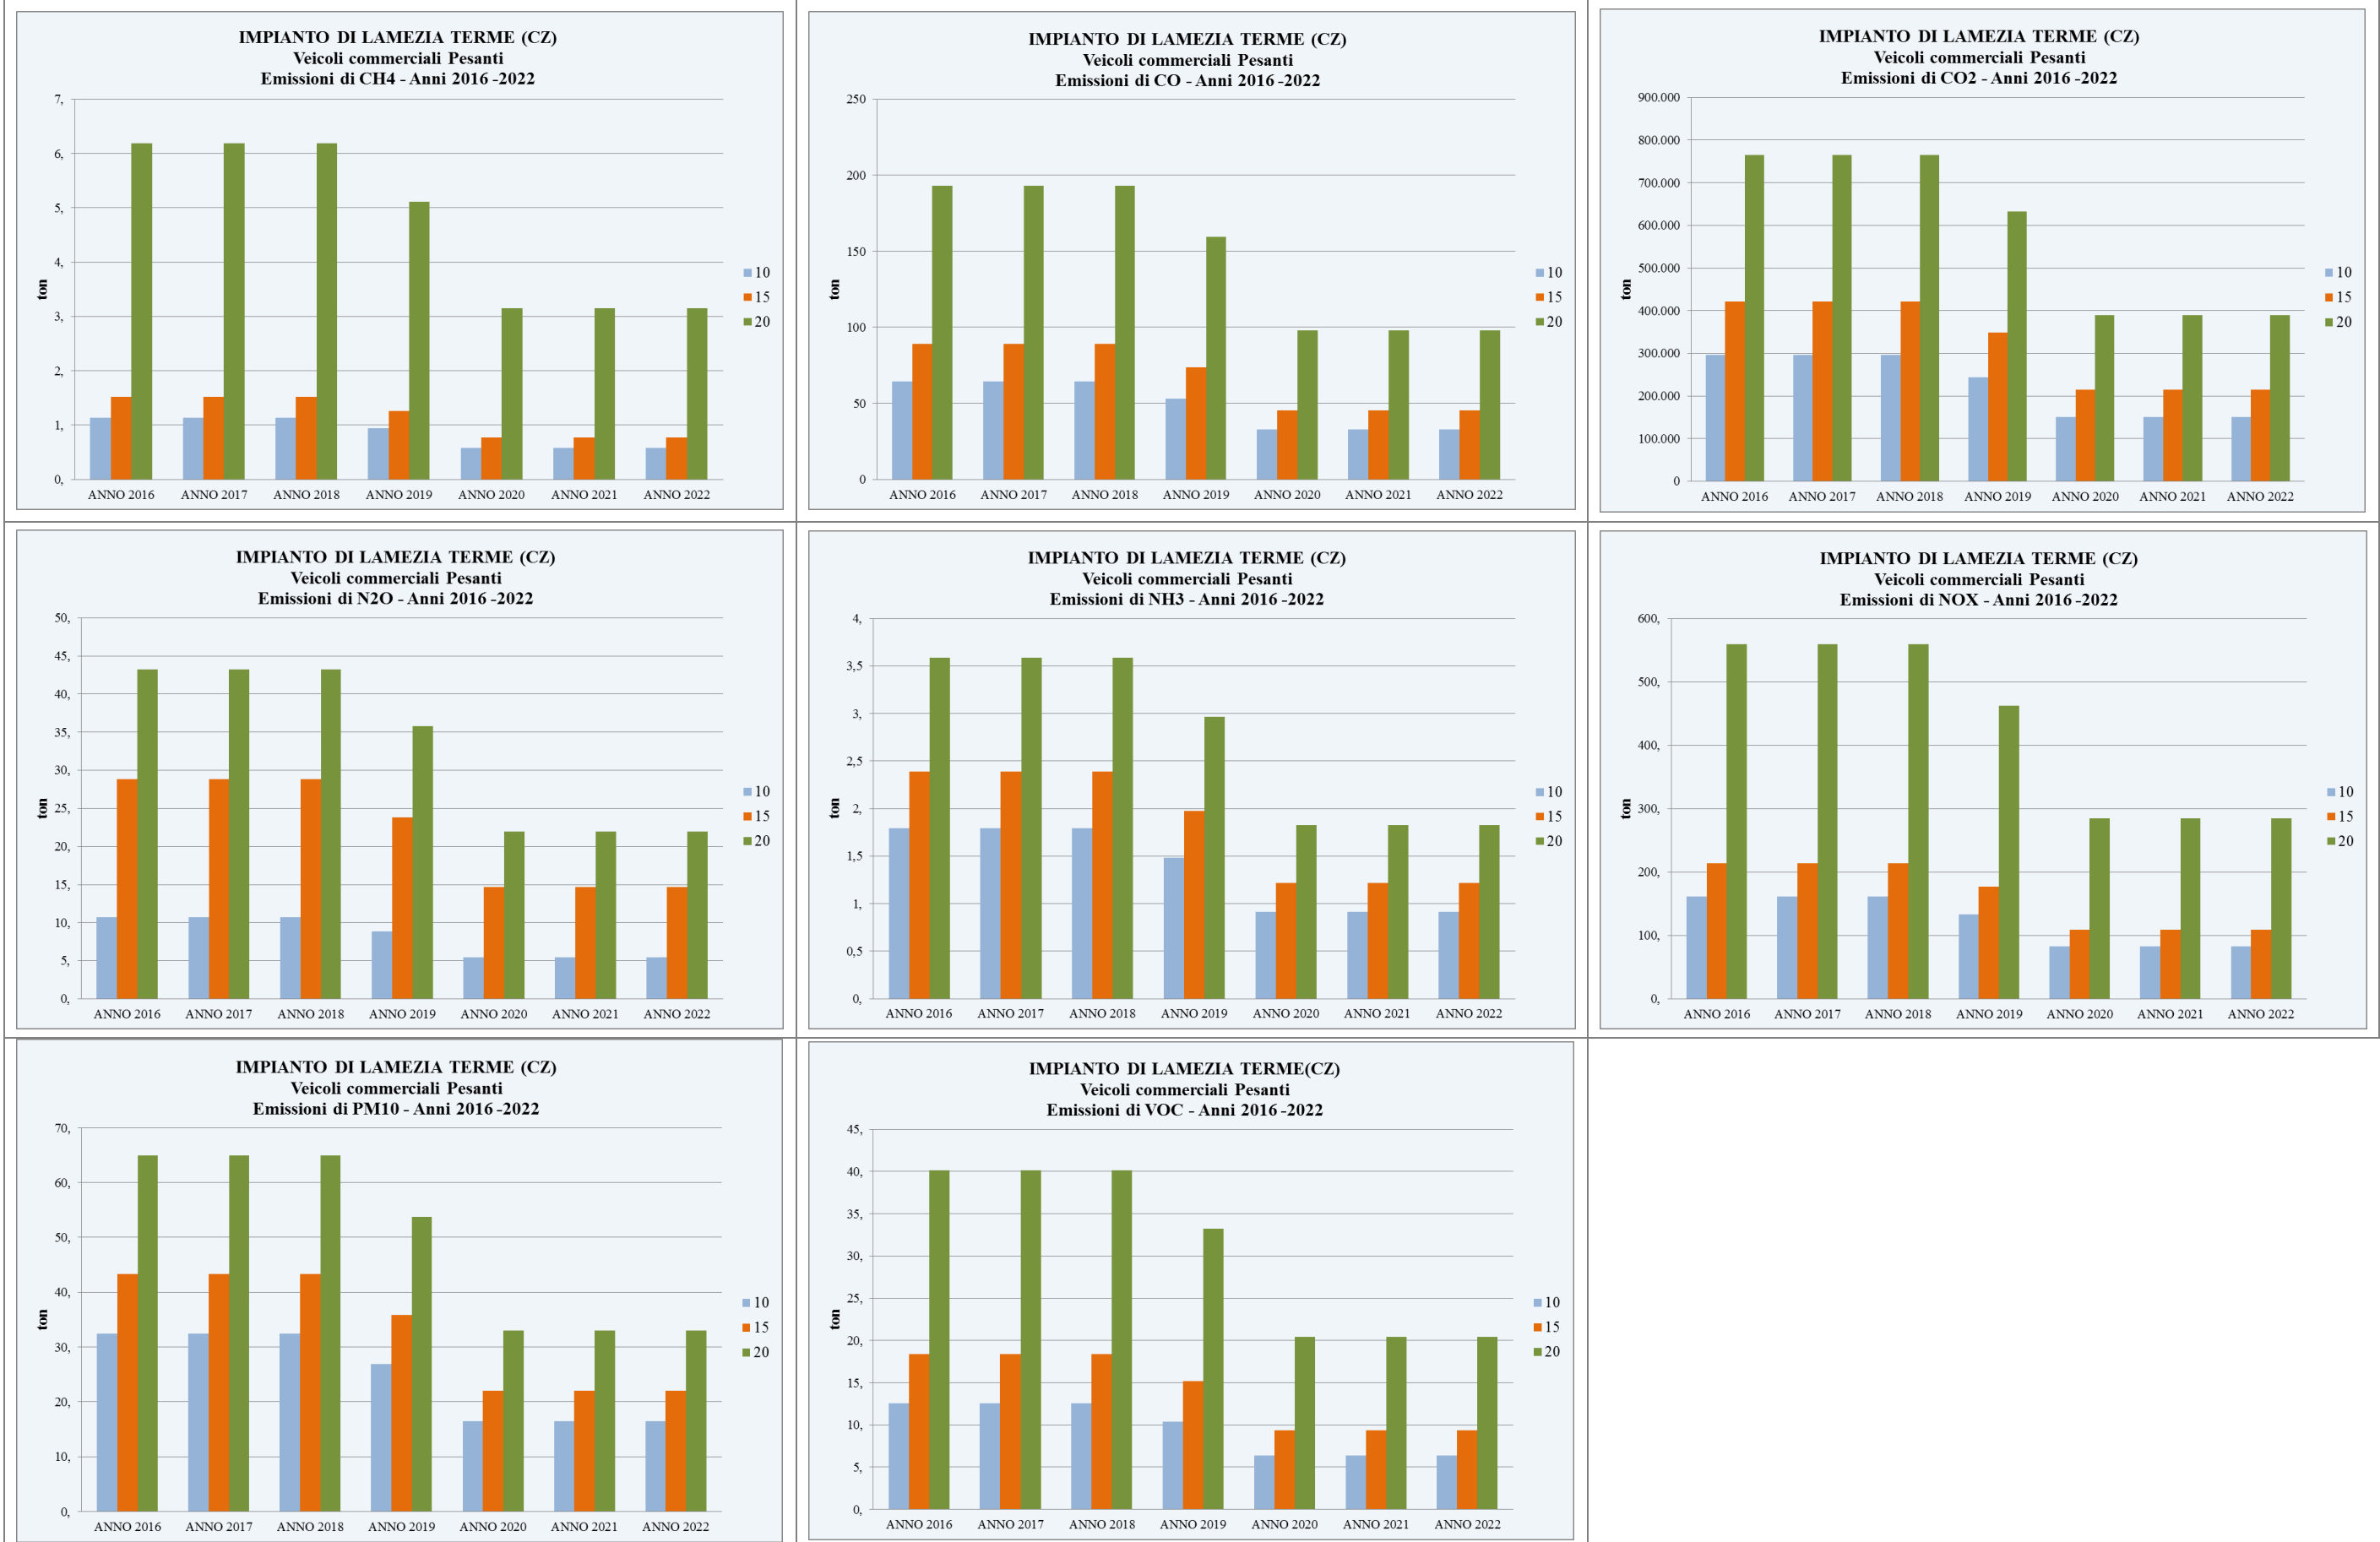 IMPIANTO DI LAMEZIA TERME (CZ)
Veicoli commerciali Pesanti
Emissioni di CH4 - Anni 2016 -2022
7,
6,
5,
4,
3,
2,
1,
0,
ton
ANNO 2016 ANNO 2017 ANNO 2018 ANNO 2019 ANNO 2020 ANNO 2021 ANNO 2022
10
15
20
IMPIANTO DI LAMEZIA TERME (CZ)
Veicoli commerciali Pesanti
Emissioni di CO - Anni 2016 -2022
250
200
150
100
50
0
ton
ANNO 2016 ANNO 2017 ANNO 2018 ANNO 2019 ANNO 2020 ANNO 2021 ANNO 2022
10
15
20
IMPIANTO DI LAMEZIA TERME (CZ)
Veicoli commerciali Pesanti
Emissioni di CO2 - Anni 2016 -2022
900.000
800.000
700.000
600.000
500.000
400.000
300.000
200.000
100.000
0
ton
ANNO 2016 ANNO 2017 ANNO 2018 ANNO 2019 ANNO 2020 ANNO 2021 ANNO 2022
10
15
20
IMPIANTO DI LAMEZIA TERME (CZ)
Veicoli commerciali Pesanti
Emissioni di N2O - Anni 2016 -2022
50,
45,
40,
35,
30,
25,
20,
15,
10,
5,
0,
ton
ANNO 2016 ANNO 2017 ANNO 2018 ANNO 2019 ANNO 2020 ANNO 2021 ANNO 2022
10
15
20
IMPIANTO DI LAMEZIA TERME (CZ)
Veicoli commerciali Pesanti
Emissioni di NH3 - Anni 2016 -2022
4,
3,5
3,
2,5
2,
1,5
1,
0,5
0,
ton
ANNO 2016 ANNO 2017 ANNO 2018 ANNO 2019 ANNO 2020 ANNO 2021 ANNO 2022
10
15
20
IMPIANTO DI LAMEZIA TERME (CZ)
Veicoli commerciali Pesanti
Emissioni di NOX - Anni 2016 -2022
600,
500,
400,
300,
200,
100,
0,
ton
ANNO 2016 ANNO 2017 ANNO 2018 ANNO 2019 ANNO 2020 ANNO 2021 ANNO 2022
10
15
20
IMPIANTO DI LAMEZIA TERME (CZ)
Veicoli commerciali Pesanti
Emissioni di PM10 - Anni 2016 -2022
70,
60,
50,
40,
30,
20,
10,
0,
ton
ANNO 2016 ANNO 2017 ANNO 2018 ANNO 2019 ANNO 2020 ANNO 2021 ANNO 2022
10
15
20
IMPIANTO DI LAMEZIA TERME(CZ)
Veicoli commerciali Pesanti
Emissioni di VOC - Anni 2016 -2022
45,
40,
35,
30,
25,
20,
15,
10,
5,
0,
ton
ANNO 2016 ANNO 2017 ANNO 2018 ANNO 2019 ANNO 2020 ANNO 2021 ANNO 2022
10
15
20